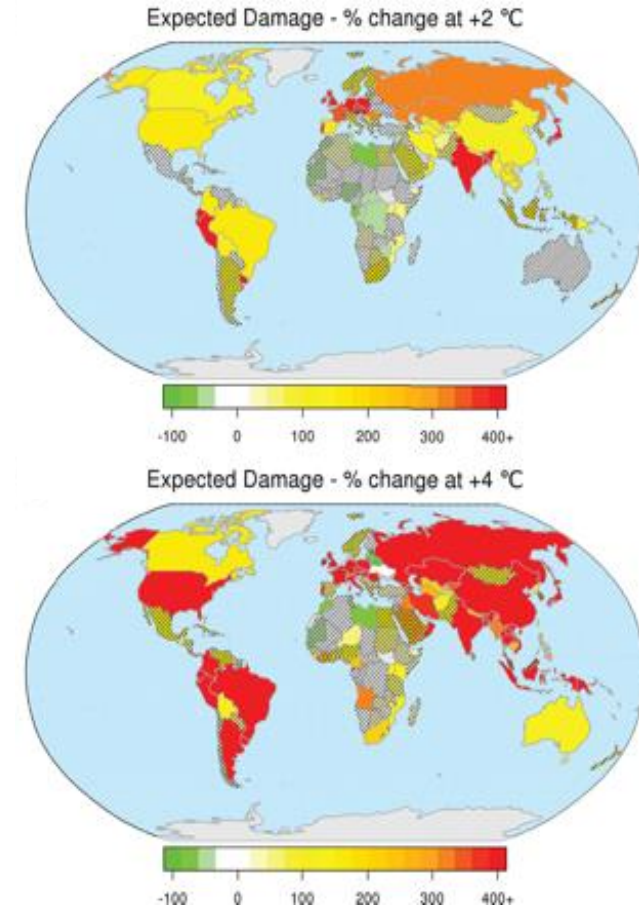 Expected Damage - % change at +2 ℃
-100 0 100 200 300 400+
Expected Damage - % change at +4 ℃
-100 0 100 200 300 400+